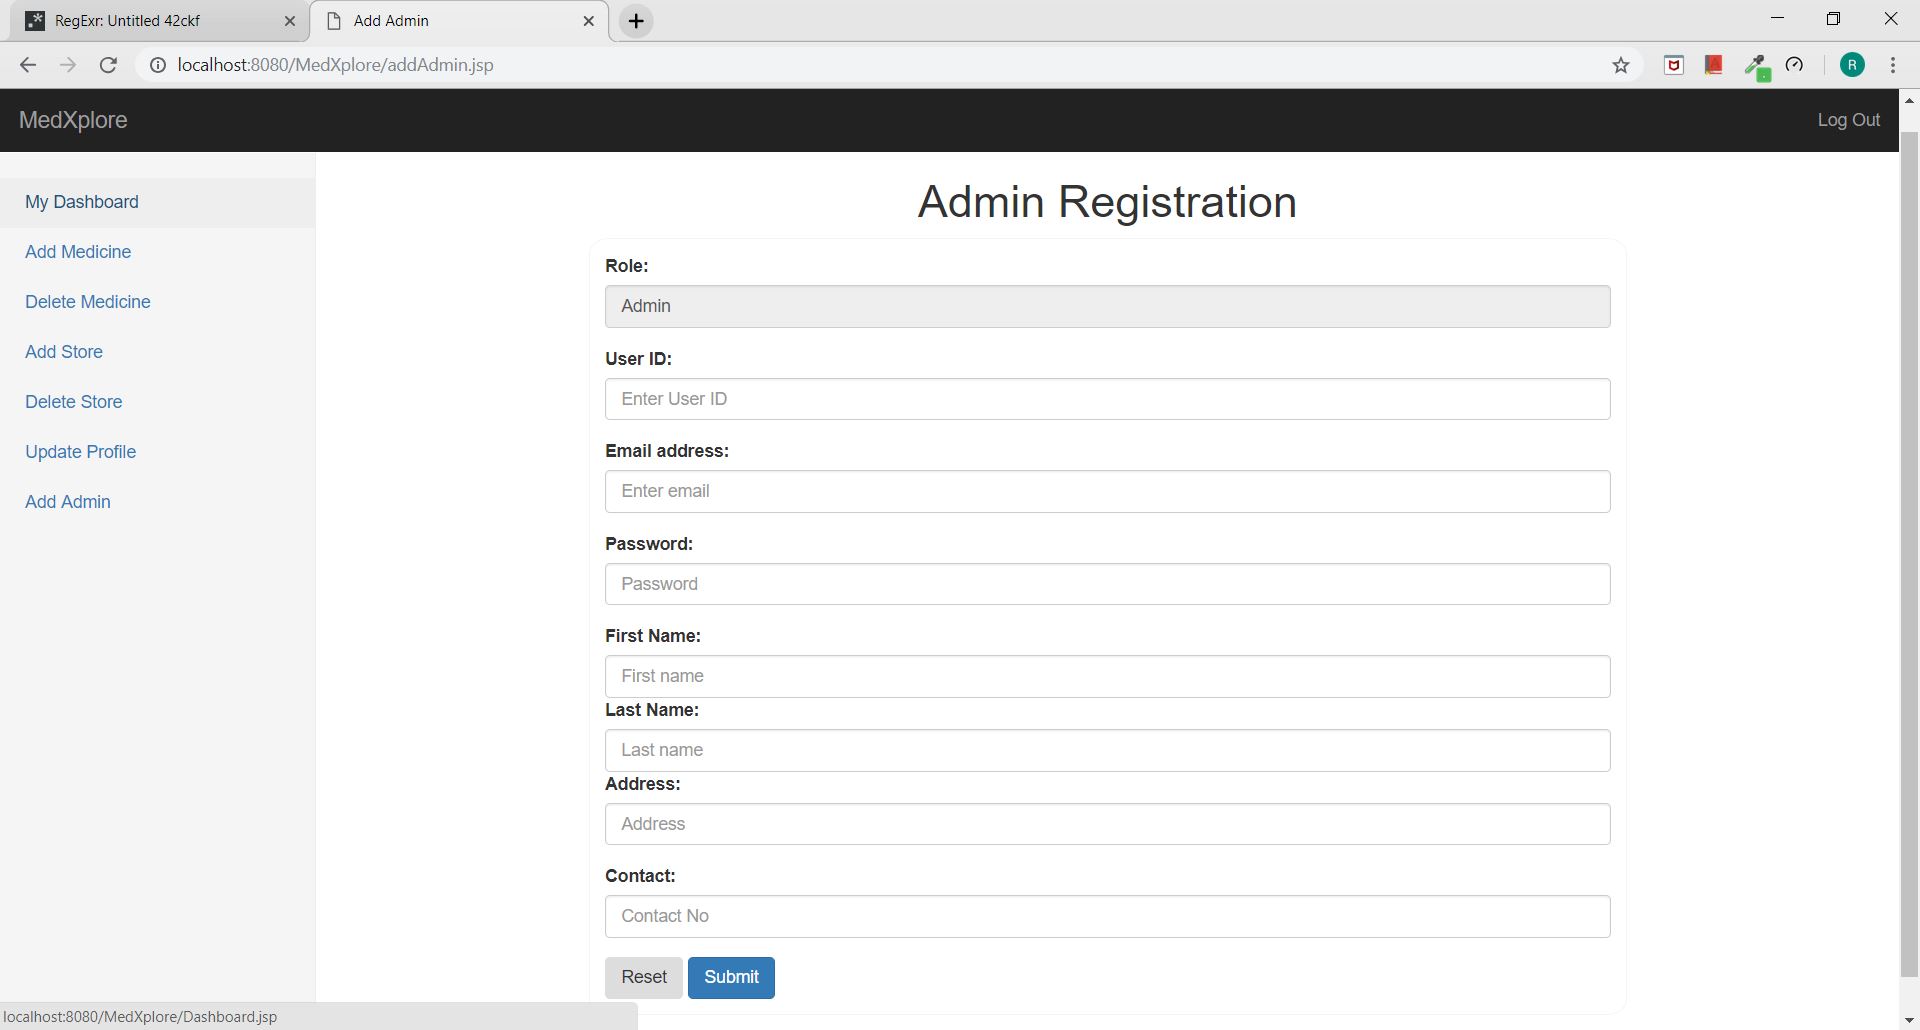 RegExr: Untitled 42ckf
Add Admin
localhost:8080/MedXplore/addAdmin.jsp
R
MedXplore
Log Out
My Dashboard
Add Medicine
Delete Medicine
Add Store
Delete Store
Update Profile
Add Admin
Admin Registration
Role:
Admin
User ID:
Enter User ID
Email address:
Enter email
Password:
Password
First Name:
First name
Last Name:
Last name
Address:
Address
Contact:
Contact No
Reset Submit
localhost:8080/MedXplore/Dashboard.jsp